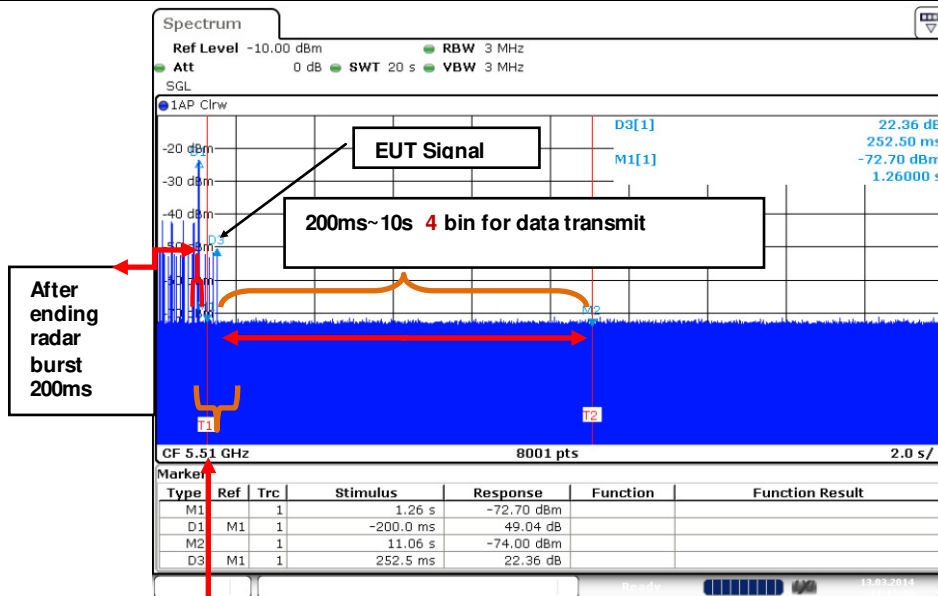 Spectrum
Ref Level -10.00 dBm RBW 3 MHz
Att 0 dB SWT 20 s VBW 3 MHz
SGL
1AP Clrw
D3[1] 22.36 dB
252.50 ms
M1[1] -72.70 dBm
1.26000 s
-20 dBm
D1
-30 dBm
-40 dBm
D3
M2
EUT Signal
200ms~10s 4 bin for data transmit
After
ending
radar
burst
200ms
T1
T2
CF 5.51 GHz 8001 pts 2.0 s/
Marker
Type Ref Trc Stimulus Response Function Function Result
M1 1 1.26 s -72.70 dBm
D1 M1 1 -200.0 ms 49.04 dB
M2 1 11.06 s -74.00 dBm
D3 M1 1 252.5 ms 22.36 dB
Ready 13.03.2014